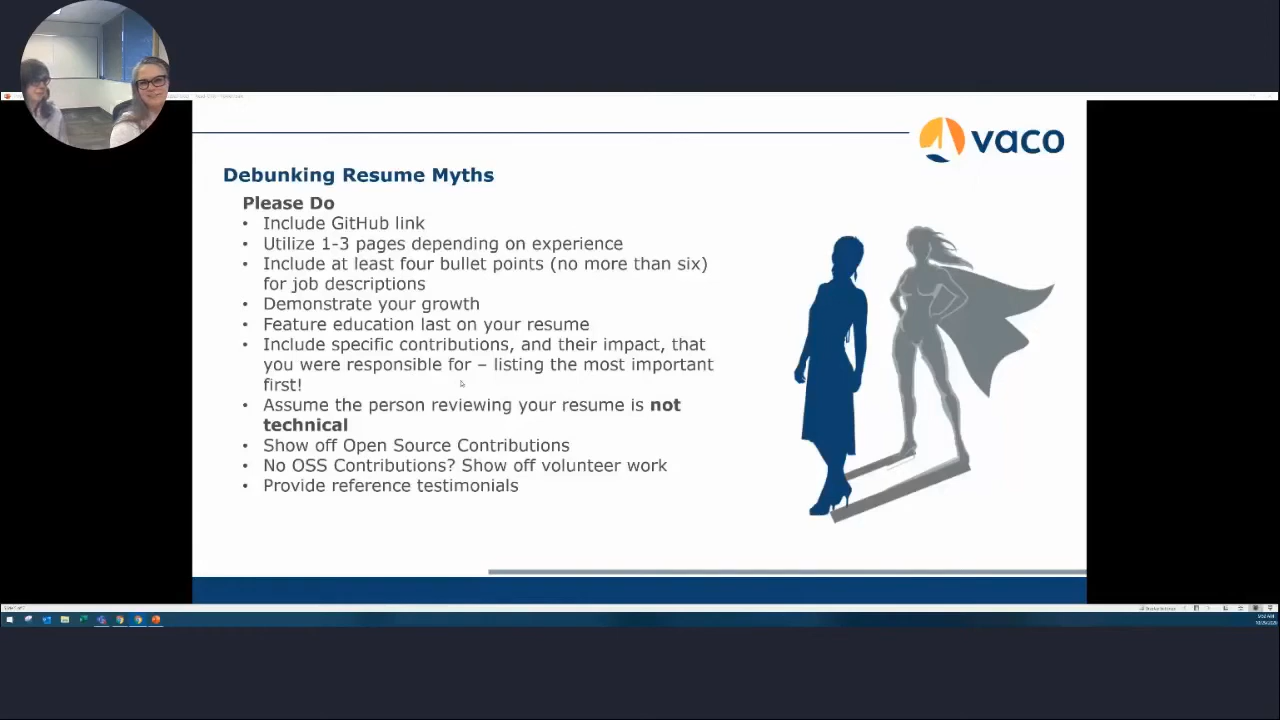 vaco
Debunking Resume Myths
Please Do
• Include GitHub link
• Utilize 1-3 pages depending on experience
• Include at least four bullet points (no more than six)
for job descriptions
• Demonstrate your growth
• Feature education last on your resume
• Include specific contributions, and their impact, that
you were responsible for – listing the most important
first!
• Assume the person reviewing your resume is not
technical
• Show off Open Source Contributions
• No OSS Contributions? Show off volunteer work
• Provide reference testimonials